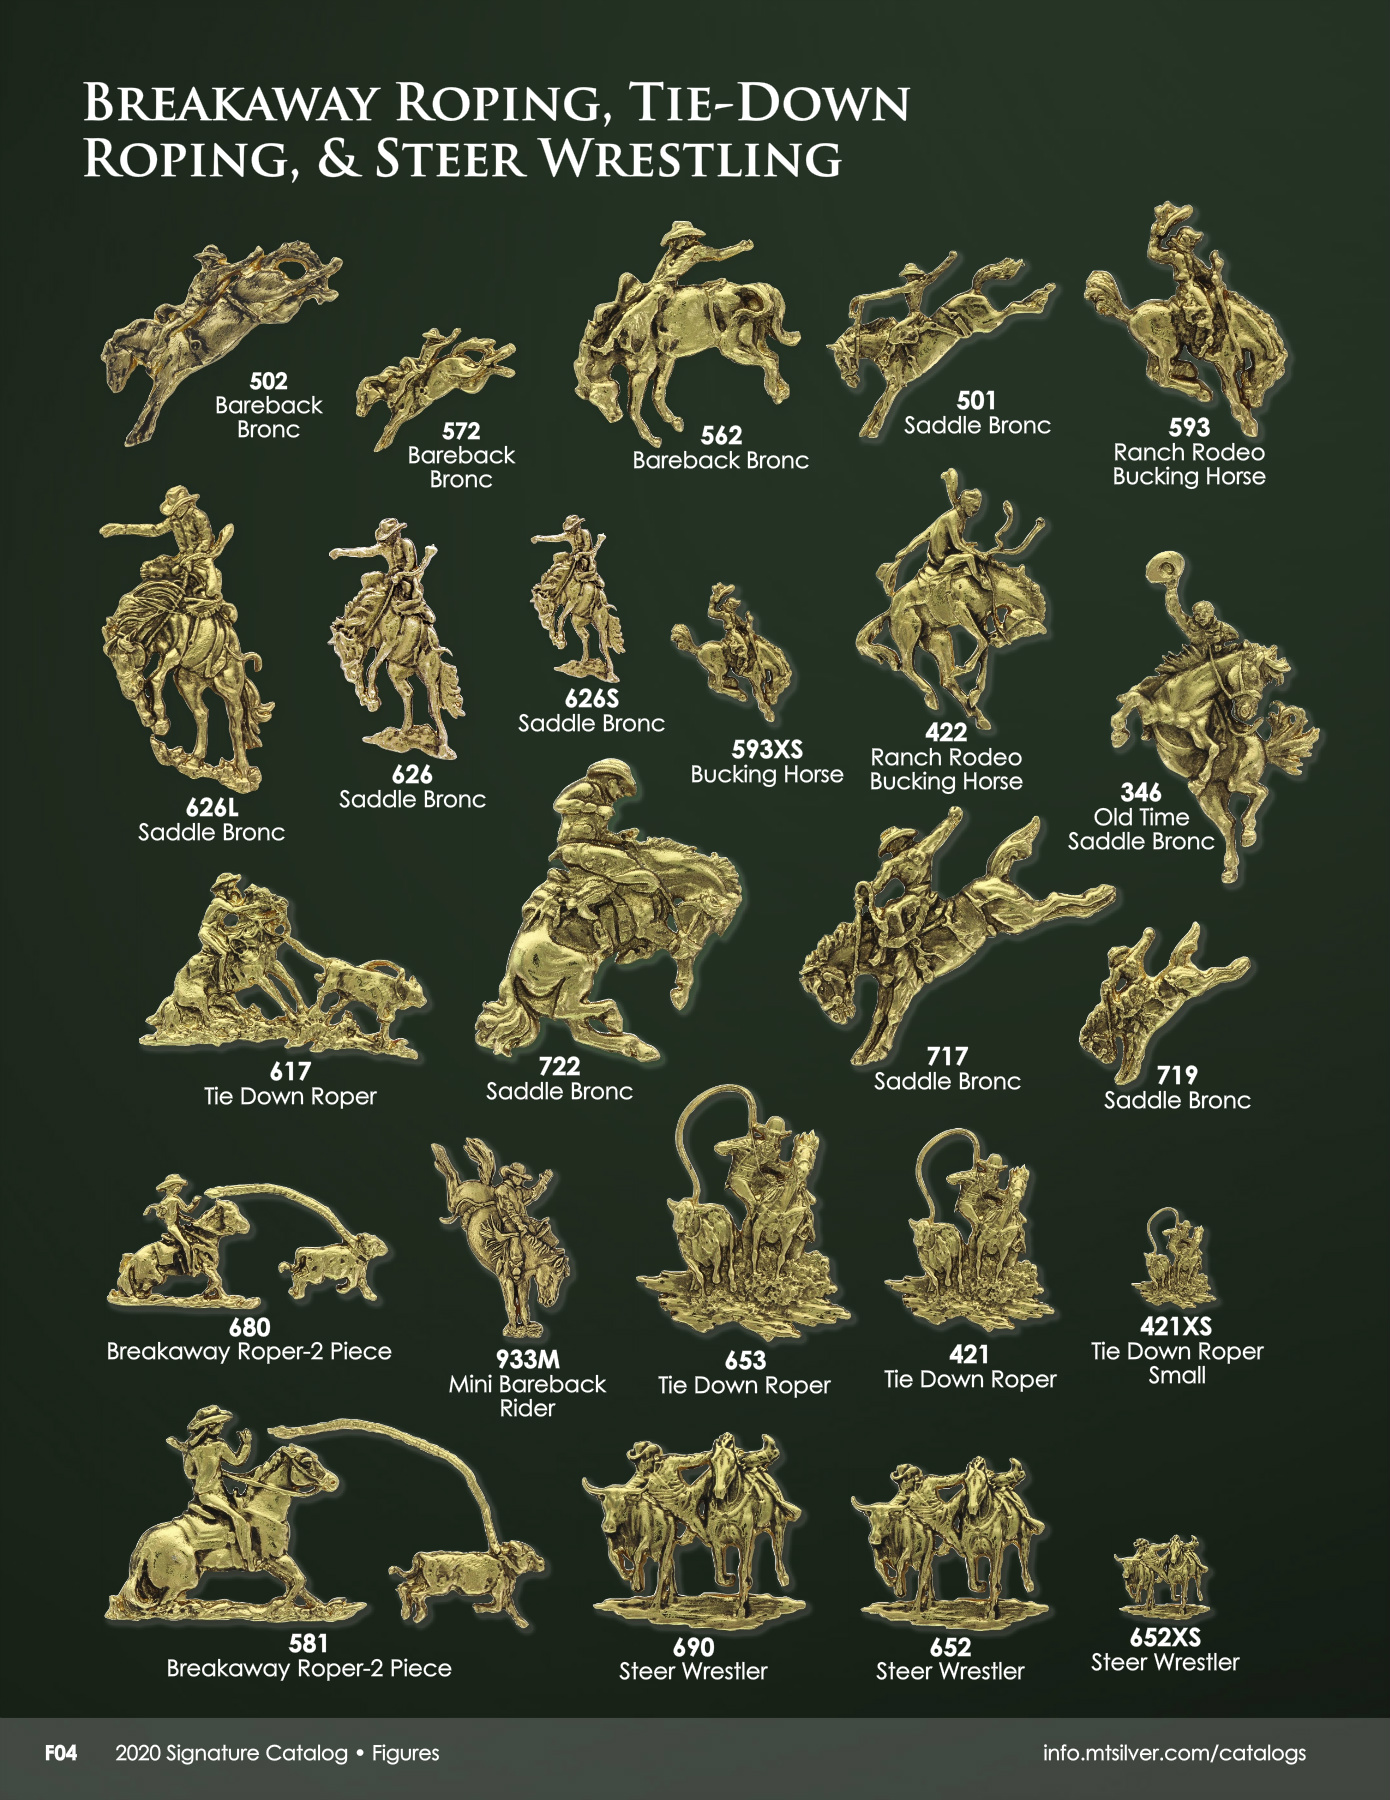 Breakaway Roping, Tie-Down
Roping, & Steer Wrestling
502
Bareback
Bronc
572
Bareback
Bronc
562
Bareback Bronc
501
Saddle Bronc
593
Ranch Rodeo
Bucking Horse
626L
Saddle Bronc
626
Saddle Bronc
626S
Saddle Bronc
593XS
Bucking Horse
422
Ranch Rodeo
Bucking Horse
346
Old Time
Saddle Bronc
617
Tie Down Roper
722
Saddle Bronc
717
Saddle Bronc
719
Saddle Bronc
680
Breakaway Roper-2 Piece
933M
Mini Bareback
Rider
653
Tie Down Roper
421
Tie Down Roper
421XS
Tie Down Roper
Small
581
Breakaway Roper-2 Piece
690
Steer Wrestler
652
Steer Wrestler
652XS
Steer Wrestler
F04 2020 Signature Catalog • Figures
info.mtsilver.com/catalogs